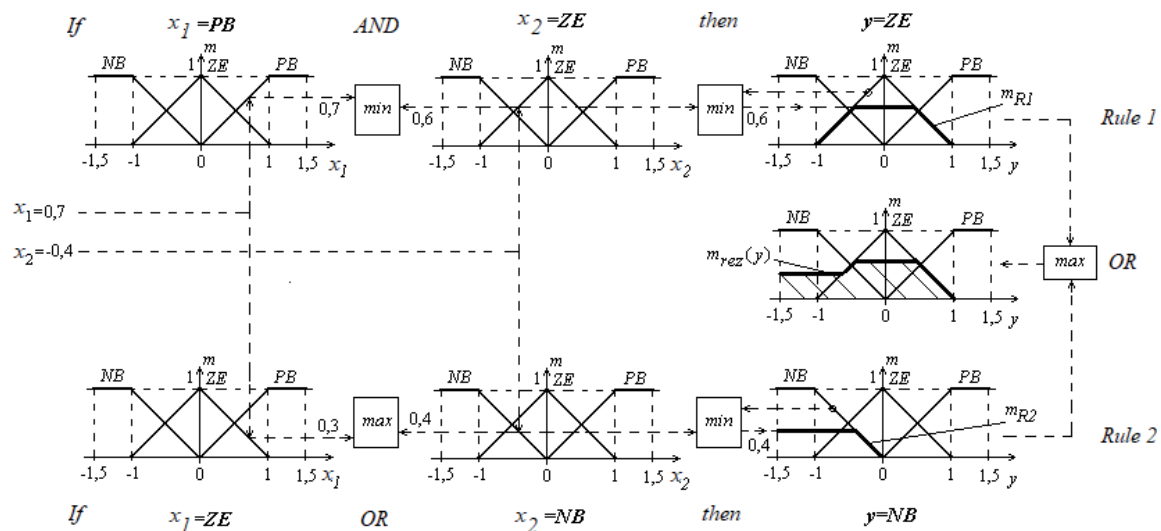 If x1=PB AND x2=ZE then y=ZE
m m m
NB 1 ZE PB NB 1 ZE PB NB 1 ZE PB
0,7 min 0,6 min 0,6 mR1 Rule 1
-1,5 -1 0 1 1,5 x1 -1,5 -1 0 1 1,5 x2 -1,5 -1 0 1 1,5 y
x1=0,7
x2=-0,4
m
NB 1 ZE PB
mrez(y) max OR
-1,5 -1 0 1 1,5 y
m m m
NB 1 ZE PB NB 1 ZE PB NB 1 ZE PB
0,3 max 0,4 min 0,4 mR2 Rule 2
-1,5 -1 0 1 1,5 x1 -1,5 -1 0 1 1,5 x2 -1,5 -1 0 1 1,5 y
If x1=ZE OR x2=NB then y=NB